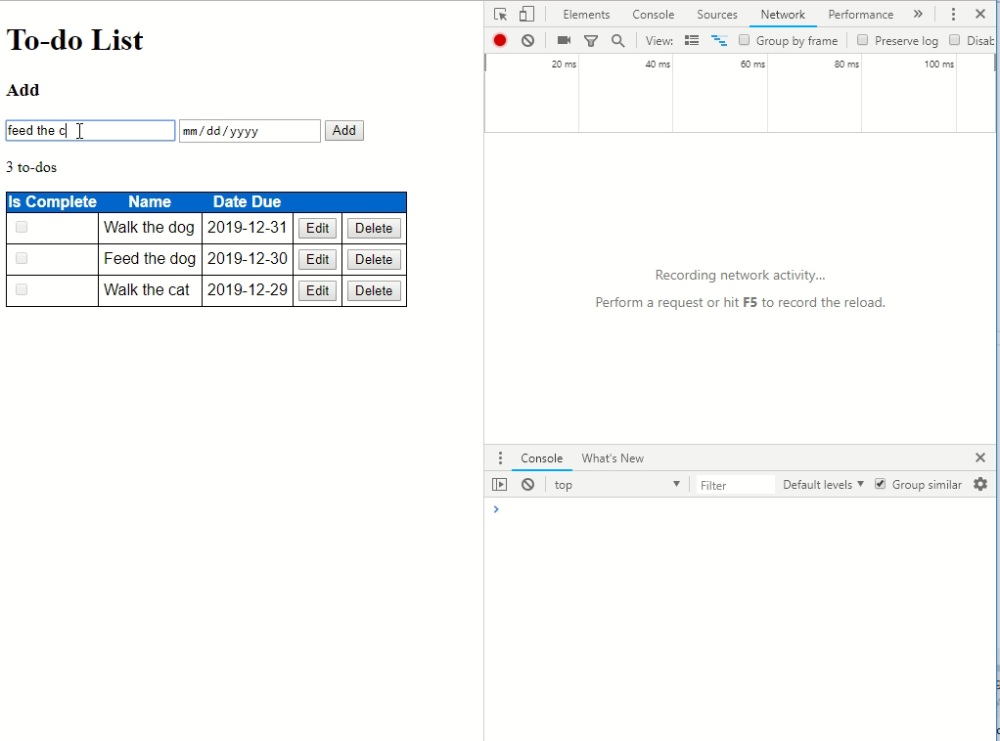 To-do List
Add
feed the c mm/dd/yyyy Add
3 to-dos
Is Complete Name Date Due
Walk the dog 2019-12-31 Edit Delete
Feed the dog 2019-12-30 Edit Delete
Walk the cat 2019-12-29 Edit Delete
Elements Console Sources Network Performance »
View: Group by frame Preserve log Disab
20 ms 40 ms 60 ms 80 ms 100 ms
Recording network activity...
Perform a request or hit F5 to record the reload.
Console What's New
top Filter Default levels Group similar